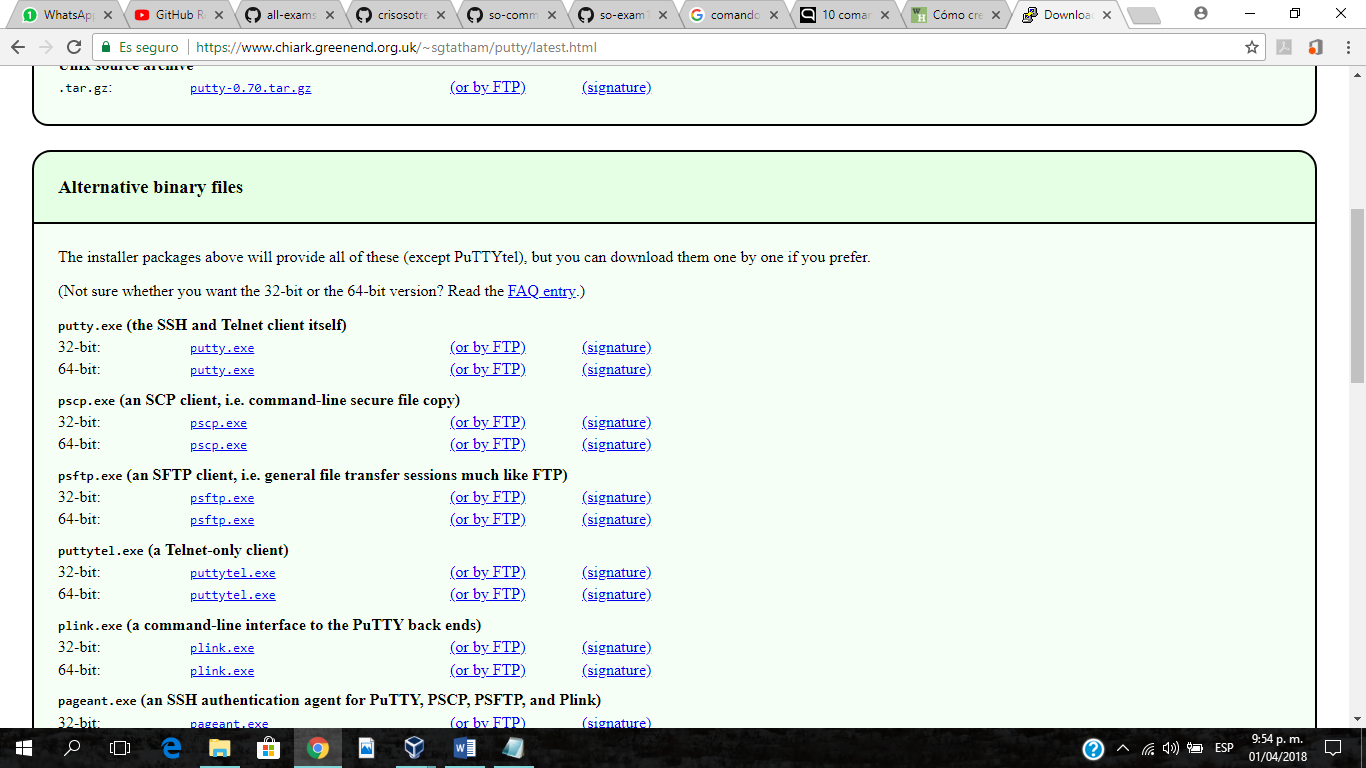 WhatsApp
GitHub R
all-exams
crisosotre
so-comm
so-exam1
comando
10 comar
Cómo cre
Download
Es seguro https://www.chiark.greenend.org.uk/~sgtatham/putty/latest.html
Unix source archive
.tar.gz: putty-0.70.tar.gz (or by FTP) (signature)
Alternative binary files
The installer packages above will provide all of these (except PuTTYtel), but you can download them one by one if you prefer.
(Not sure whether you want the 32-bit or the 64-bit version? Read the FAQ entry.)
putty.exe (the SSH and Telnet client itself)
32-bit: putty.exe (or by FTP) (signature)
64-bit: putty.exe (or by FTP) (signature)
pscp.exe (an SCP client, i.e. command-line secure file copy)
32-bit: pscp.exe (or by FTP) (signature)
64-bit: pscp.exe (or by FTP) (signature)
psftp.exe (an SFTP client, i.e. general file transfer sessions much like FTP)
32-bit: psftp.exe (or by FTP) (signature)
64-bit: psftp.exe (or by FTP) (signature)
puttytel.exe (a Telnet-only client)
32-bit: puttytel.exe (or by FTP) (signature)
64-bit: puttytel.exe (or by FTP) (signature)
plink.exe (a command-line interface to the PuTTY back ends)
32-bit: plink.exe (or by FTP) (signature)
64-bit: plink.exe (or by FTP) (signature)
pageant.exe (an SSH authentication agent for PuTTY, PSCP, PSFTP, and Plink)
32-bit: pageant.exe (or by FTP) (signature)
ESP
9:54 p. m.
01/04/2018